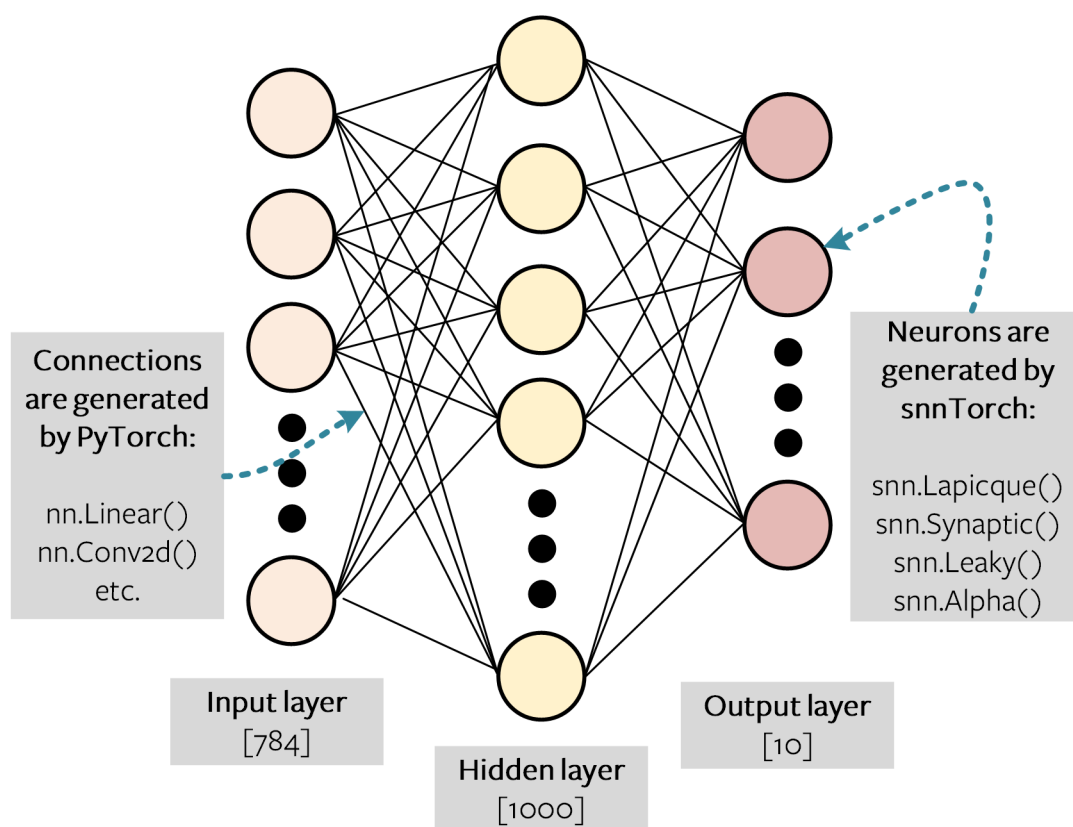 Connections
are generated
by PyTorch:
nn.Linear()
nn.Conv2d()
etc.
Neurons are
generated by
snnTorch:
snn.Lapicque()
snn.Synaptic()
snn.Leaky()
snn.Alpha()
Input layer
[784]
Hidden layer
[1000]
Output layer
[10]